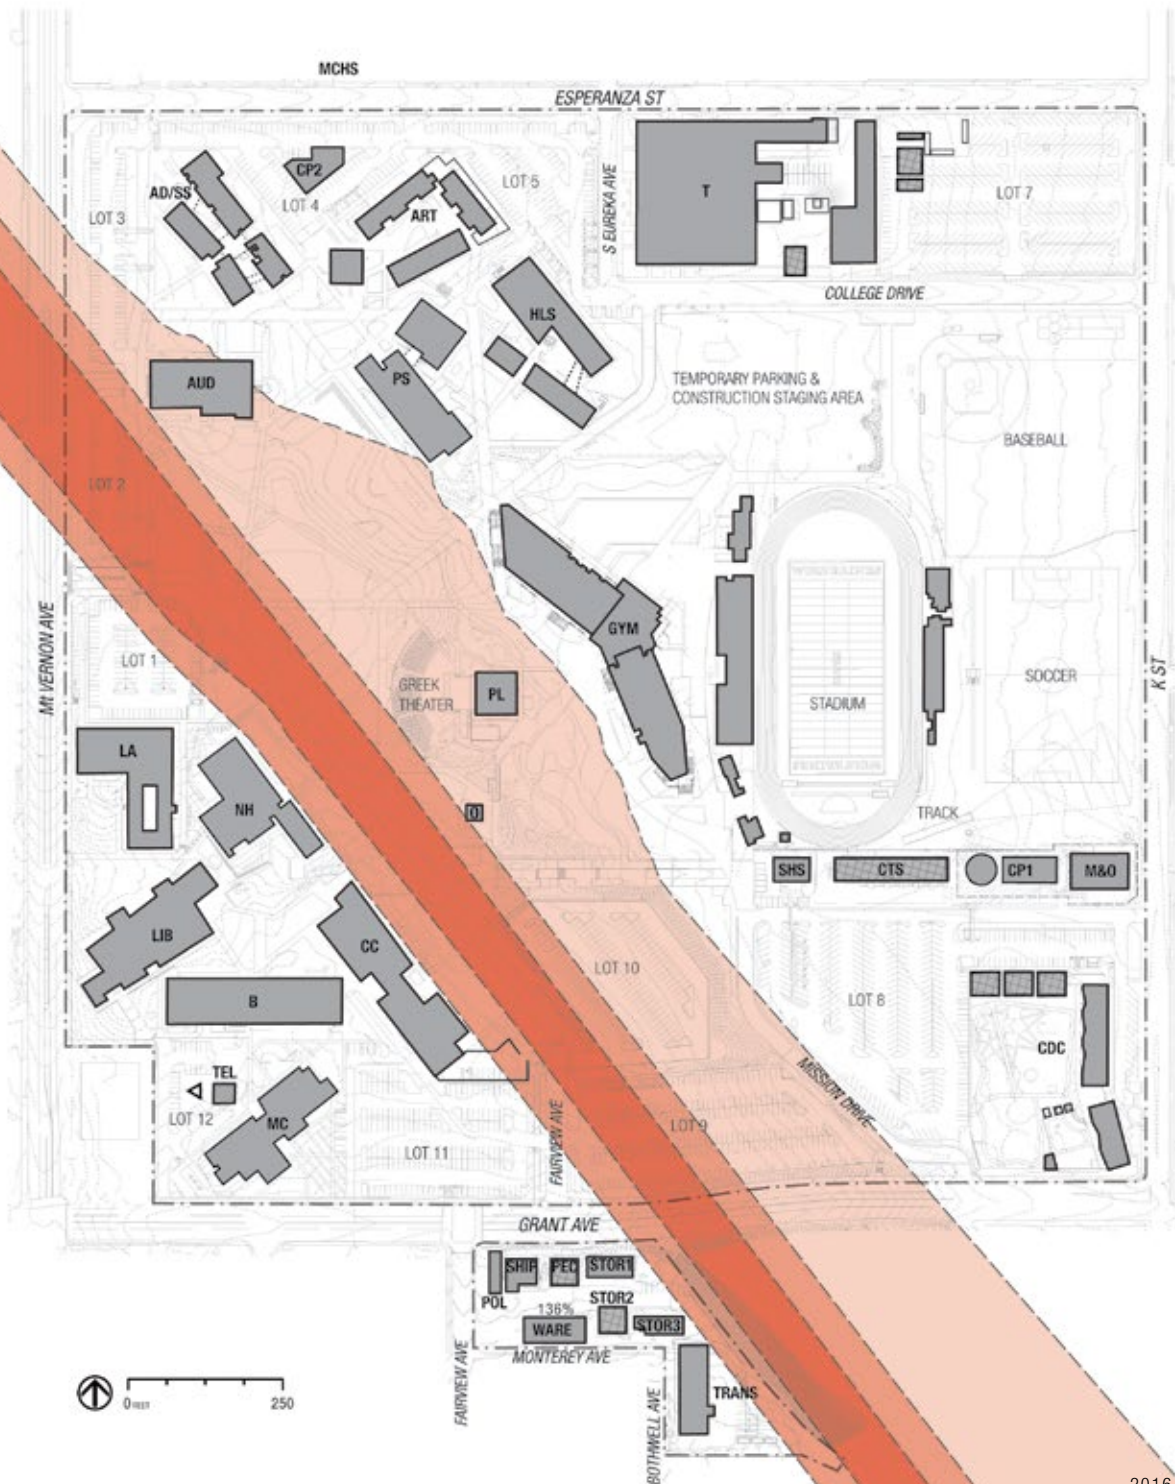 MCHS
ESPERANZA ST
CP2
LOT 5
AD/SS
LOT 4
ART
S EUREKA AVE
T
LOT 7
LOT 3
COLLEGE DRIVE
HLS
AUD
PS
TEMPORARY PARKING &
CONSTRUCTION STAGING AREA
BASEBALL
LOT 2
Mt VERNON AVE
GYM
LOT 1
GREEK
THEATER
PL
STADIUM
SOCCER
K ST
LA
NH
O
TRACK
SHS
CTS
CP1
M&O
LIB
CC
LOT 10
B
LOT 8
CDC
TEL
MISSION DRIVE
LOT 12
MC
LOT 9
LOT 11
FAIRVIEW AVE
GRANT AVE
SHIP
FEC
STOR1
POL
136%
STOR2
WARE
STOR3
MONTEREY AVE
FAIRVIEW AVE
BOTHWELL AVE
TRANS
0 FEET
250
2016